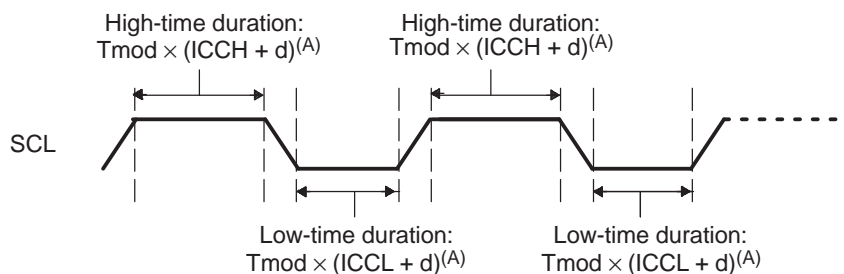 High-time duration:
Tmod × (ICCH + d)(A)
High-time duration:
Tmod × (ICCH + d)(A)
SCL
Low-time duration:
Tmod × (ICCL + d)(A)
Low-time duration:
Tmod × (ICCL + d)(A)